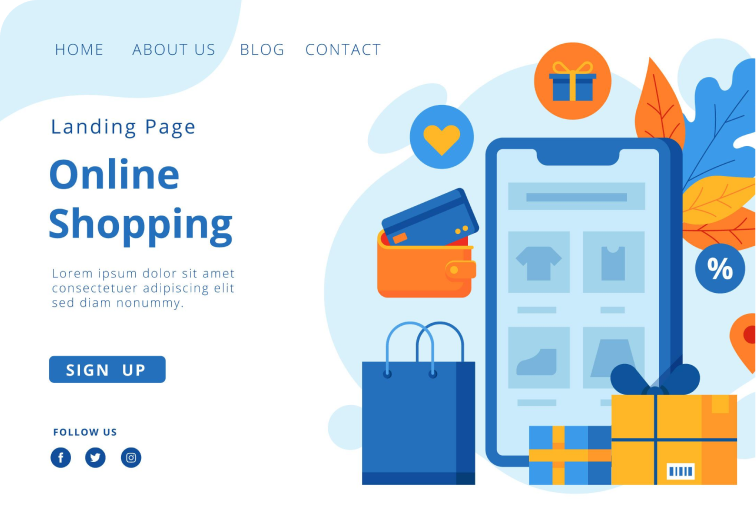 HOME ABOUT US BLOG CONTACT
Landing Page
Online
Shopping
Lorem ipsum dolor sit amet
consectetuer adipiscing elit
sed diam nonummy.
SIGN UP
FOLLOW US
%